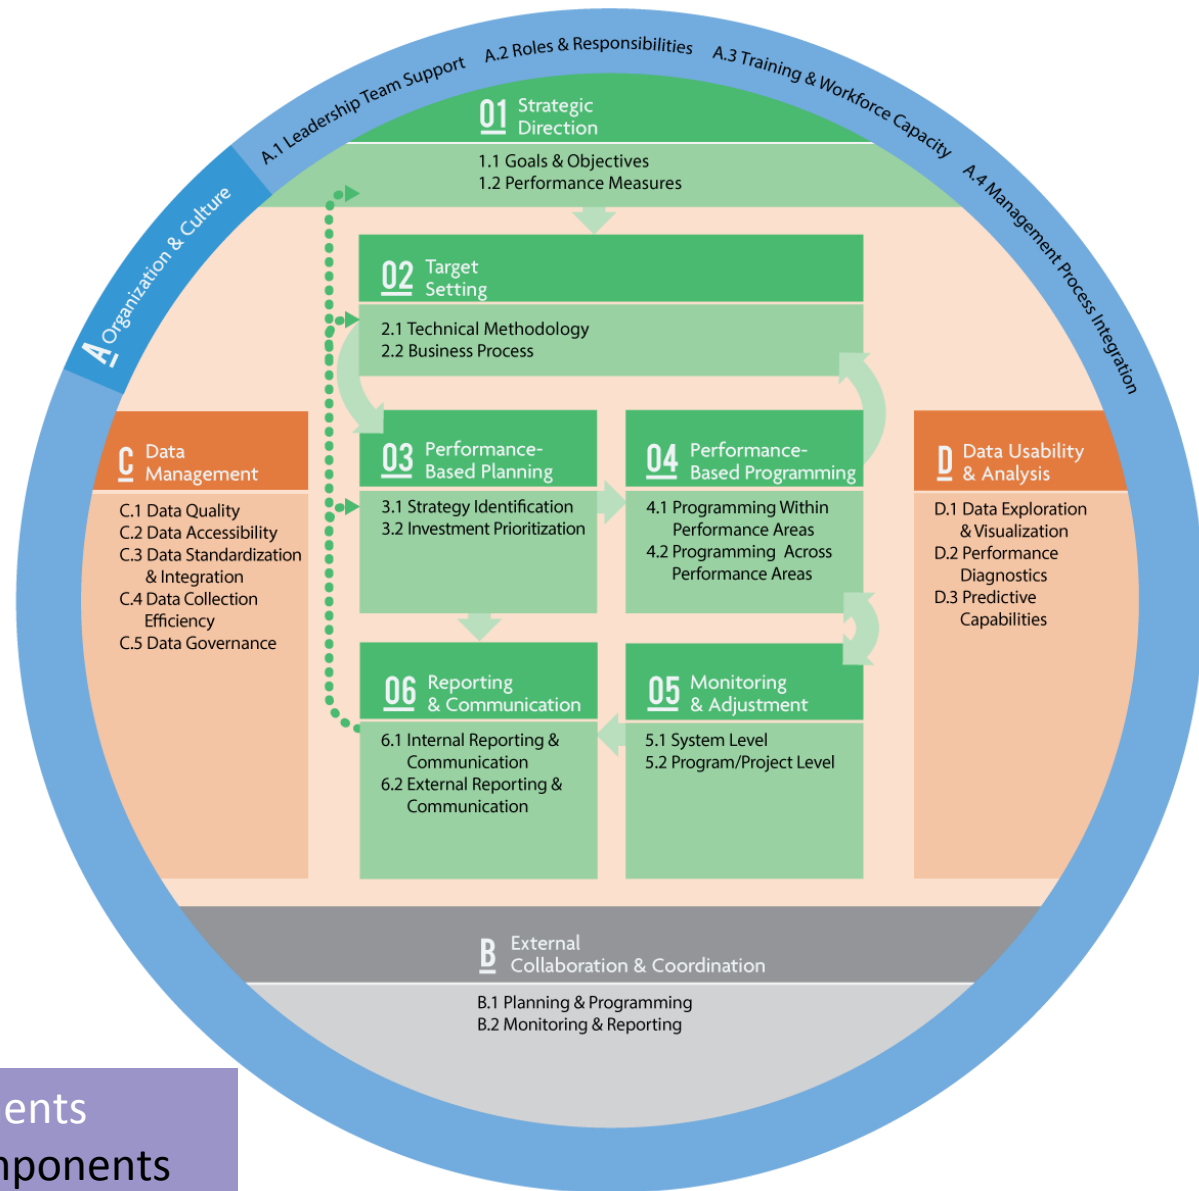 A.1 Leadership Team Support
A.2 Roles & Responsibilities
A.3 Training & Workforce Capacity
A.4 Management Process Integration
A Organization & Culture
01 Strategic
Direction
1.1 Goals & Objectives
1.2 Performance Measures
02 Target
Setting
2.1 Technical Methodology
2.2 Business Process
C Data
Management
C.1 Data Quality
C.2 Data Accessibility
C.3 Data Standardization
& Integration
C.4 Data Collection
Efficiency
C.5 Data Governance
03 Performance-
Based Planning
3.1 Strategy Identification
3.2 Investment Prioritization
04 Performance-
Based Programming
4.1 Programming Within
Performance Areas
4.2 Programming Across
Performance Areas
D Data Usability
& Analysis
D.1 Data Exploration
& Visualization
D.2 Performance
Diagnostics
D.3 Predictive
Capabilities
06 Reporting
& Communication
6.1 Internal Reporting &
Communication
6.2 External Reporting &
Communication
05 Monitoring
& Adjustment
5.1 System Level
5.2 Program/Project Level
B External
Collaboration & Coordination
B.1 Planning & Programming
B.2 Monitoring & Reporting
ents
ponents